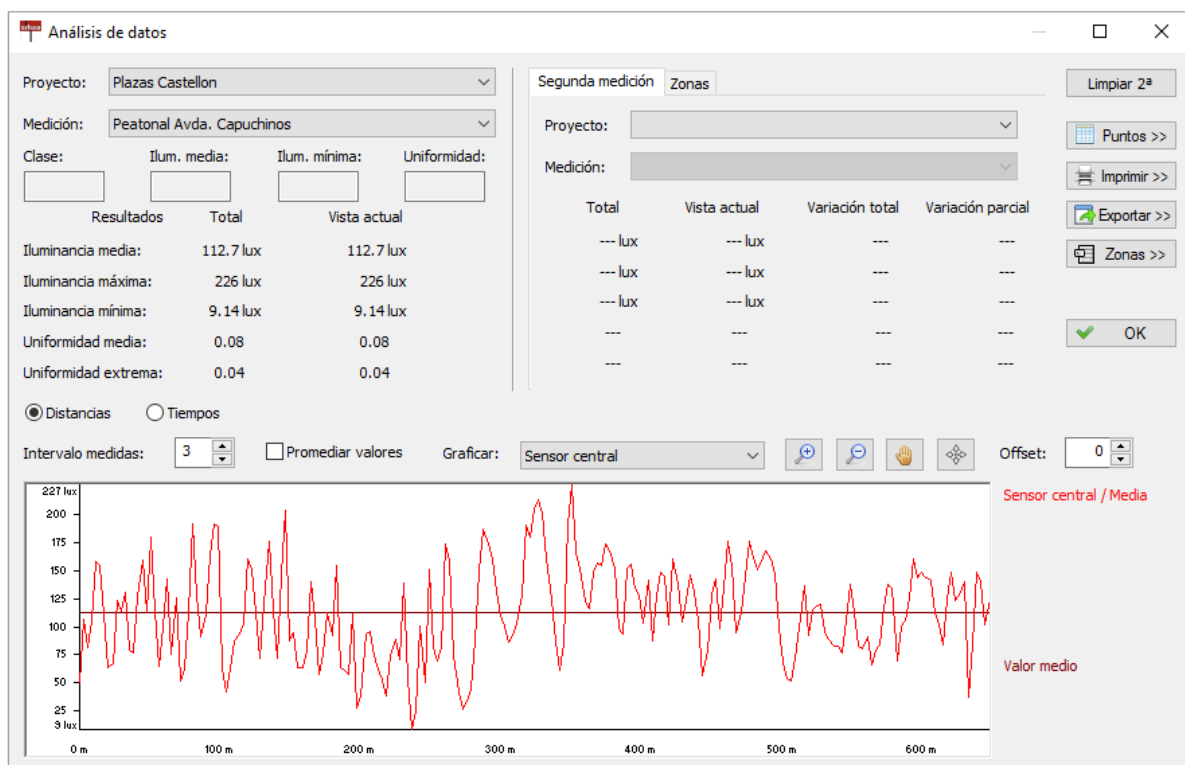 Análisis de datos
Proyecto: Plazas Castellon
Medición: Peatonal Avda. Capuchinos
Clase: Ilum. media: Ilum. mínima: Uniformidad:
Resultados Total Vista actual
Iluminancia media: 112.7 lux 112.7 lux
Iluminancia máxima: 226 lux 226 lux
Iluminancia mínima: 9.14 lux 9.14 lux
Uniformidad media: 0.08 0.08
Uniformidad extrema: 0.04 0.04
Segunda medición Zonas
Proyecto:
Medición:
Total Vista actual Variación total Variación parcial
--- lux --- lux --- ---
--- lux --- lux --- ---
--- lux --- lux --- ---
--- --- --- ---
--- --- --- ---
Limpiar 2ª
Puntos >>
Imprimir >>
Exportar >>
Zonas >>
OK
Distancias Tiempos
Intervalo medidas: 3 Promediar valores Graficar: Sensor central Offset: 0
227 lux
200
175
150
125
100
75
50
25
9 lux
0 m 100 m 200 m 300 m 400 m 500 m 600 m
Sensor central / Media
Valor medio